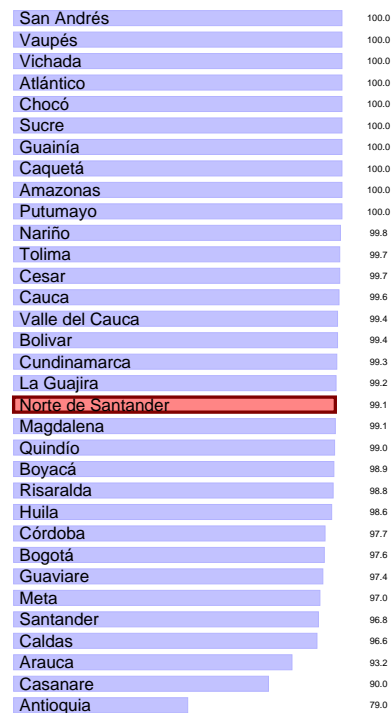 San Andrés 100.0
Vaupés 100.0
Vichada 100.0
Atlántico 100.0
Chocó 100.0
Sucre 100.0
Guainía 100.0
Caquetá 100.0
Amazonas 100.0
Putumayo 100.0
Nariño 99.8
Tolima 99.7
Cesar 99.7
Cauca 99.6
Valle del Cauca 99.4
Bolivar 99.4
Cundinamarca 99.3
La Guajira 99.2
Norte de Santander 99.1
Magdalena 99.1
Quindío 99.0
Boyacá 98.9
Risaralda 98.8
Huila 98.6
Córdoba 97.7
Bogotá 97.6
Guaviare 97.4
Meta 97.0
Santander 96.8
Caldas 96.6
Arauca 93.2
Casanare 90.0
Antioquia 79.0